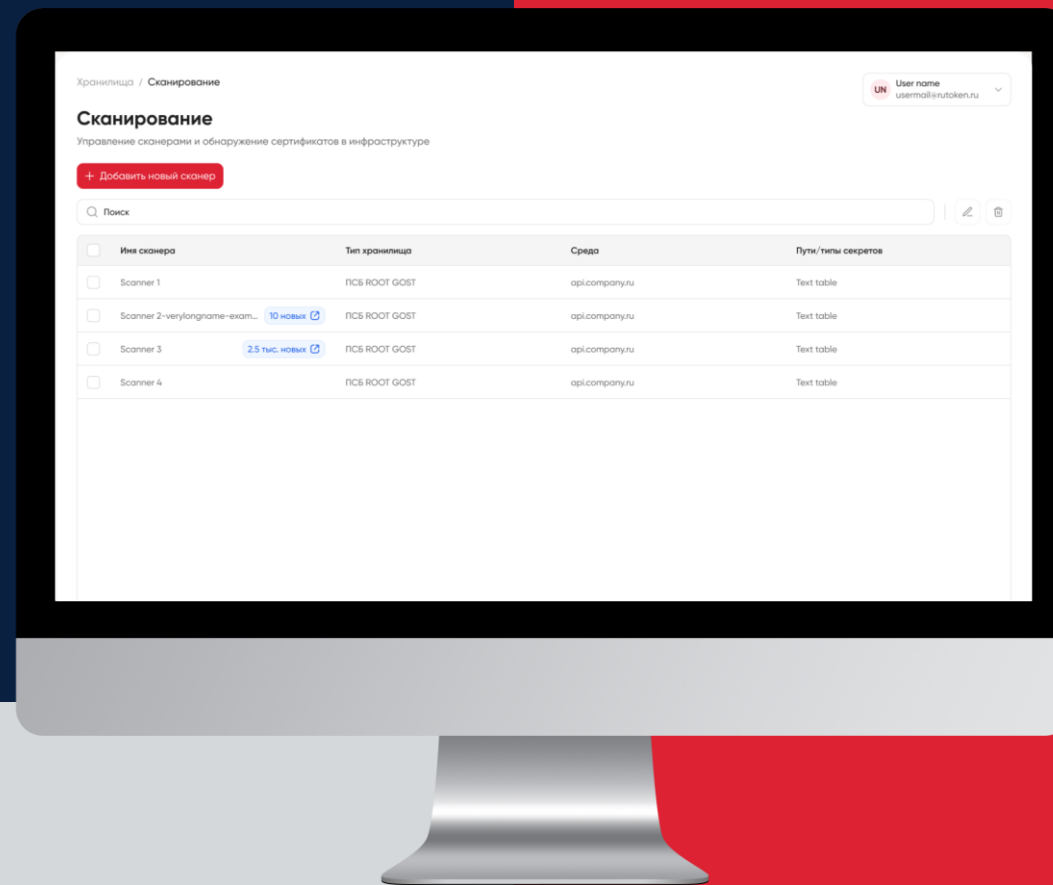 Хранилища / Сканирование
UN User name
usermail@rutoken.ru
Сканирование
Управление сканерами и обнаружение сертификатов в инфраструктуре
+ Добавить новый сканер
Поиск
Имя сканера Тип хранилища Среда Пути/типы секретов
Scanner 1 ПСБ ROOT GOST api.company.ru Text table
Scanner 2-verylongname-exam... 10 новых ПСБ ROOT GOST api.company.ru Text table
Scanner 3 2.5 тыс. новых ПСБ ROOT GOST api.company.ru Text table
Scanner 4 ПСБ ROOT GOST api.company.ru Text table